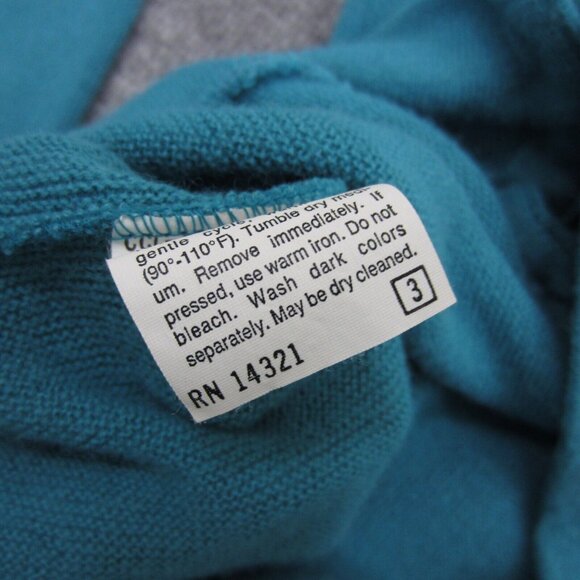 gentle cycle.
(90°-110°F). Tumble dry medi-
um. Remove immediately. If
pressed, use warm iron. Do not
bleach. Wash dark colors
separately. May be dry cleaned.
RN 14321
3